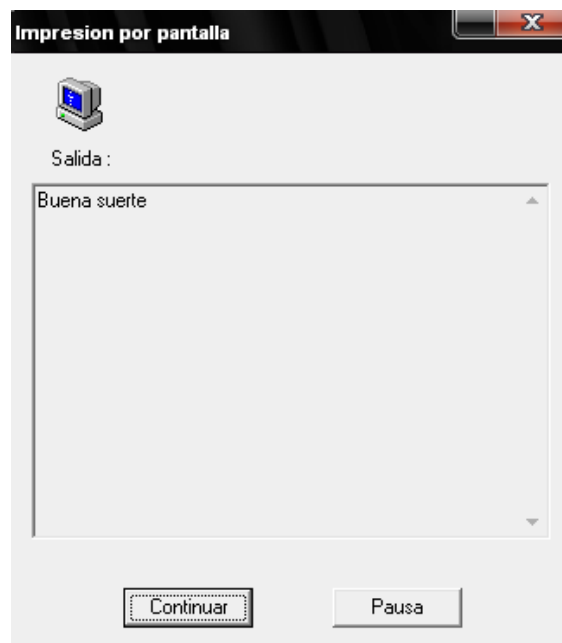 Impresion por pantalla
Salida :
Buena suerte
Continuar
Pausa